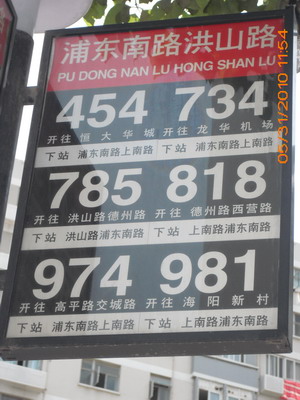 浦东南路洪山路
PU DONG NAN LU HONG SHAN LU
454 734
开往恒大华城 开往龙华机场
下站 浦东南路上南路 下站 浦东南路上南路
785 818
开往洪山路德州路 开往德州路西营路
下站 洪山路浦东南路 下站 上南路浦东南路
974 981
开往高平路交城路 开往海阳新村
下站 浦东南路上南路 下站 上南路浦东南路
05/31/2010 11:54